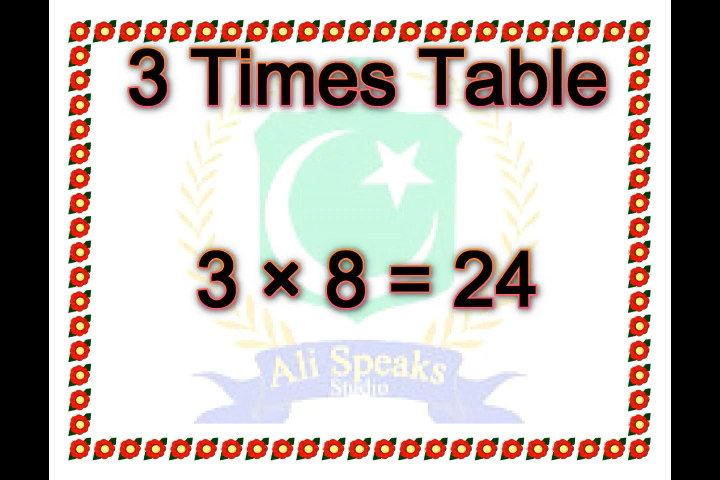 3 Times Table
3 × 8 = 24
Ali Speaks
Studio